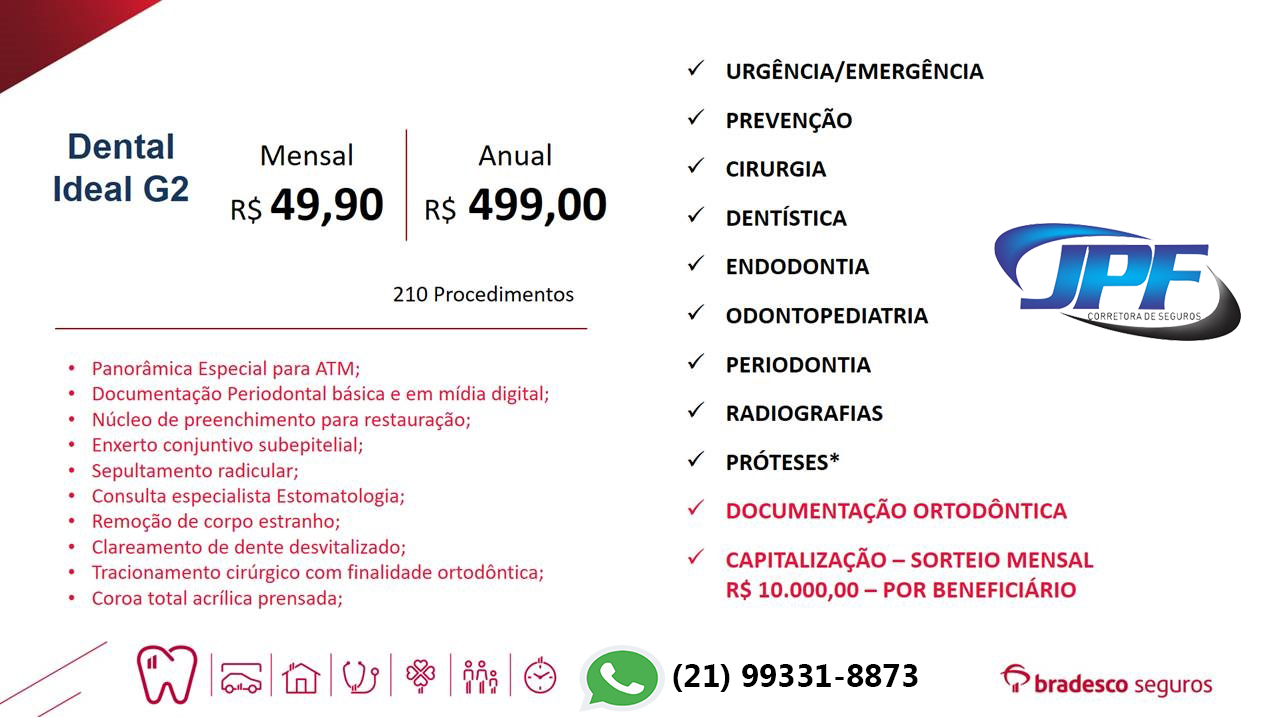 Dental
Ideal G2
Mensal
R$ 49,90
Anual
R$ 499,00
210 Procedimentos
• Panorâmica Especial para ATM;
• Documentação Periodontal básica e em mídia digital;
• Núcleo de preenchimento para restauração;
• Enxerto conjuntivo subepitelial;
• Sepultamento radicular;
• Consulta especialista Estomatologia;
• Remoção de corpo estranho;
• Clareamento de dente desvitalizado;
• Tracionamento cirúrgico com finalidade ortodôntica;
• Coroa total acrílica prensada;
✓ URGÊNCIA/EMERGÊNCIA
✓ PREVENÇÃO
✓ CIRURGIA
✓ DENTÍSTICA
✓ ENDODONTIA
✓ ODONTOPEDIATRIA
✓ PERIODONTIA
✓ RADIOGRAFIAS
✓ PRÓTESES*
✓ DOCUMENTAÇÃO ORTODÔNTICA
✓ CAPITALIZAÇÃO – SORTEIO MENSAL
R$ 10.000,00 – POR BENEFICIÁRIO
JPF
CORRETORA DE SEGUROS
(21) 99331-8873
bradesco seguros